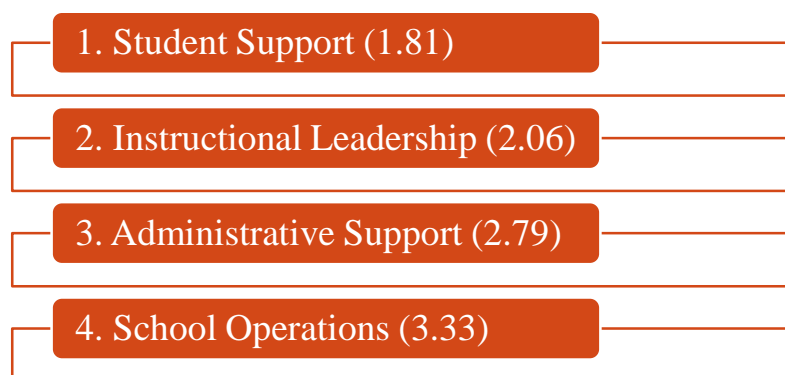 1. Student Support (1.81)
2. Instructional Leadership (2.06)
3. Administrative Support (2.79)
4. School Operations (3.33)